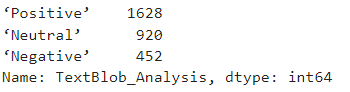 ‘Positive’ 1628
‘Neutral’ 920
‘Negative’ 452
Name: TextBlob_Analysis, dtype: int64